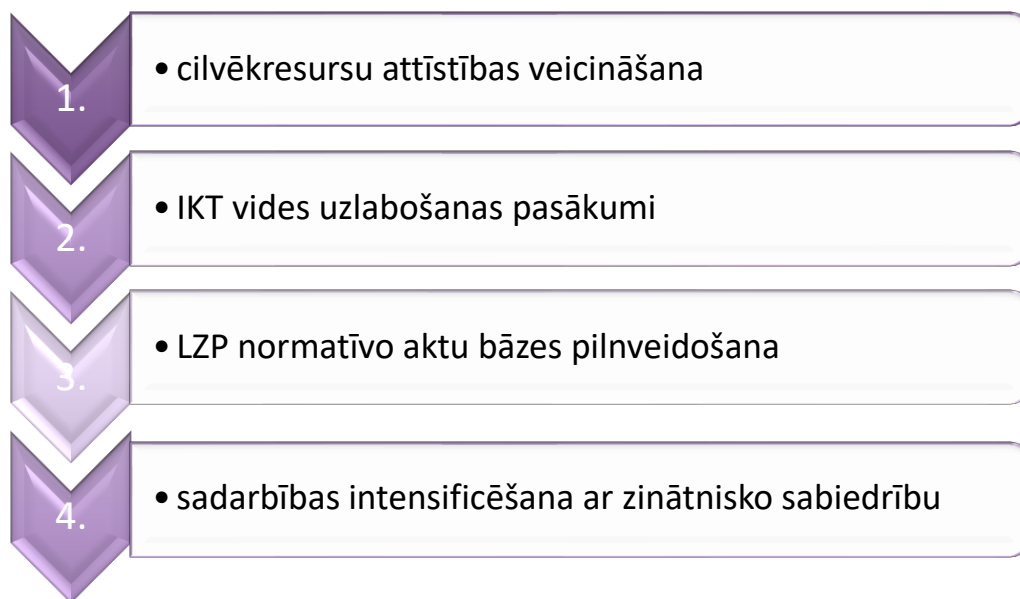 1.
• cilvēkresursu attīstības veicināšana
2.
• IKT vides uzlabošanas pasākumi
3.
• LZP normatīvo aktu bāzes pilnveidošana
4.
• sadarbības intensificēšana ar zinātnisko sabiedrību